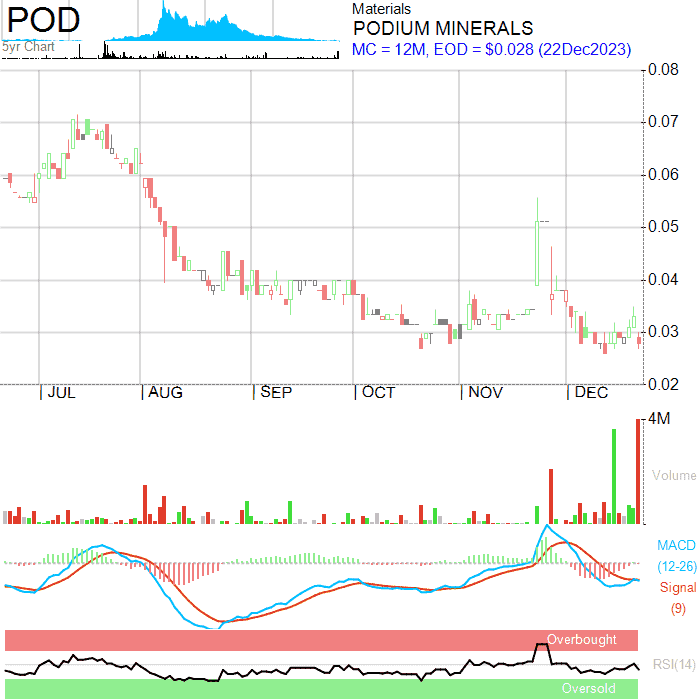 POD
5yr Chart
Materials
PODIUM MINERALS
MC = 12M, EOD = $0.028 (22Dec2023)
0.08
0.07
0.06
0.05
0.04
0.03
0.02
JUL AUG SEP OCT NOV DEC
4M
Volume
MACD
(12-26)
Signal
(9)
Overbought
RSI(14)
Oversold